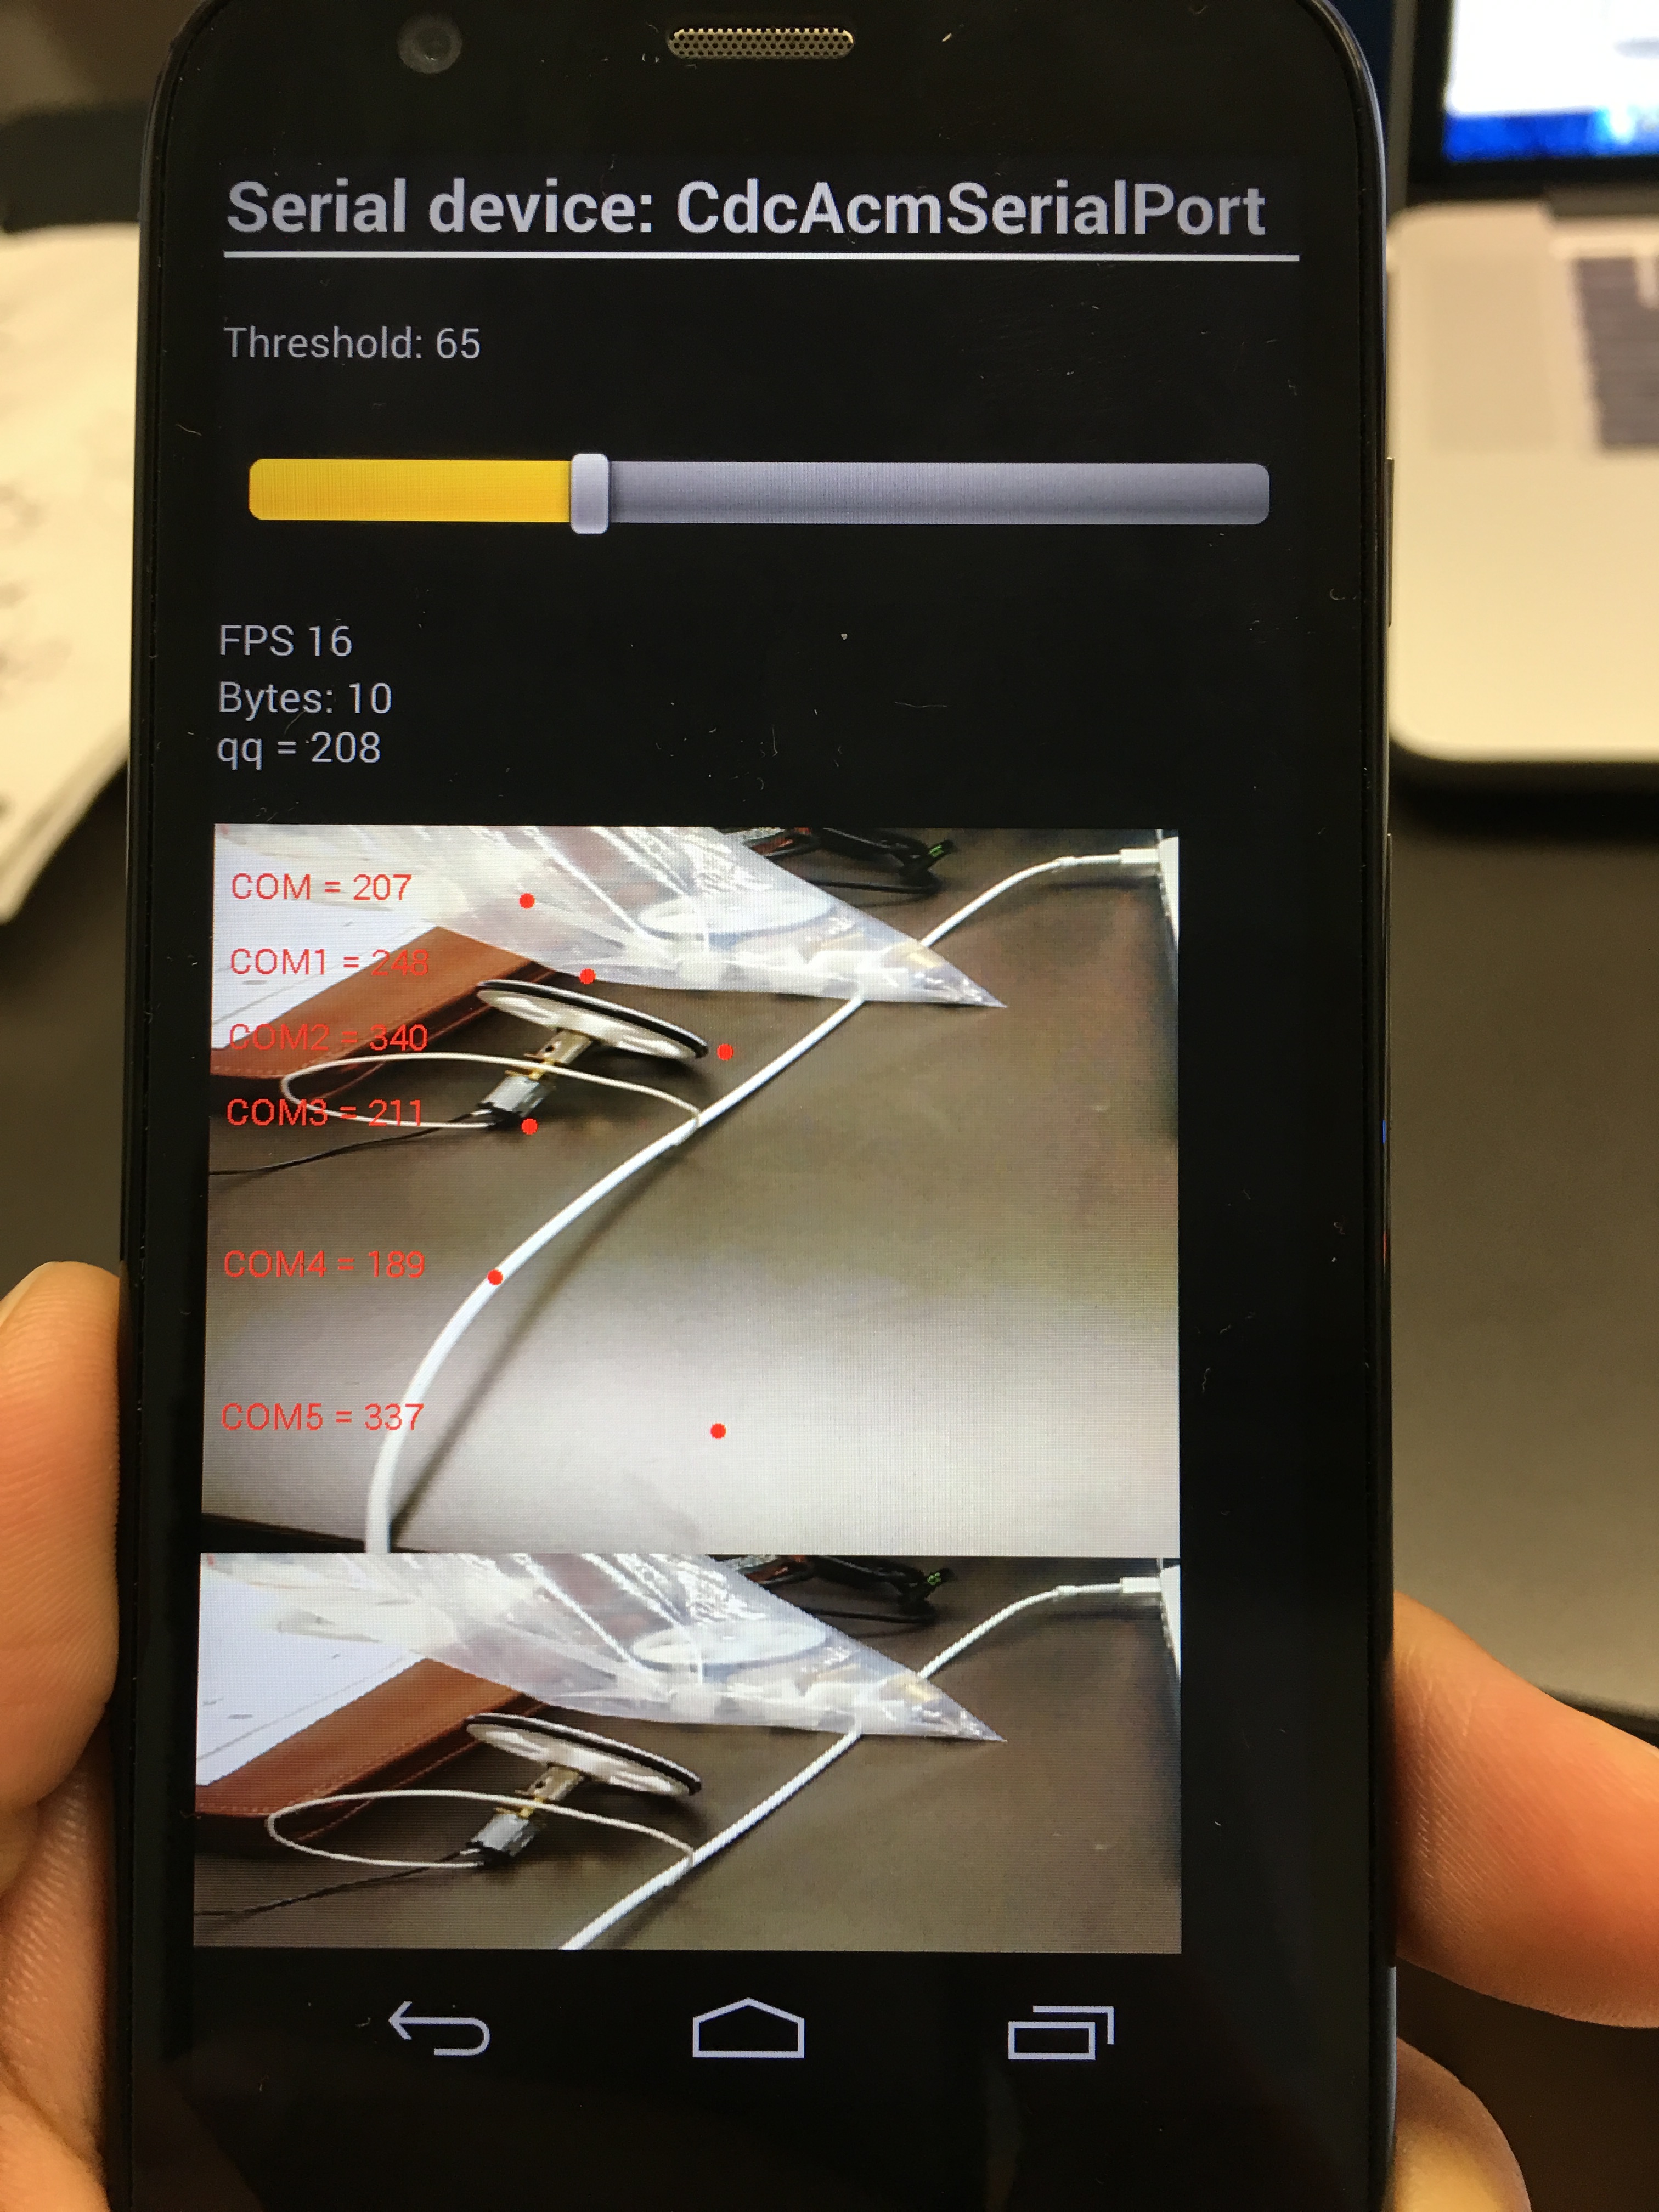 Serial device: CdcAcmSerialPort
Threshold: 65
FPS 16
Bytes: 10
qq = 208
COM = 207
COM1 = 248
COM2 = 340
COM3 = 211
COM4 = 189
COM5 = 337